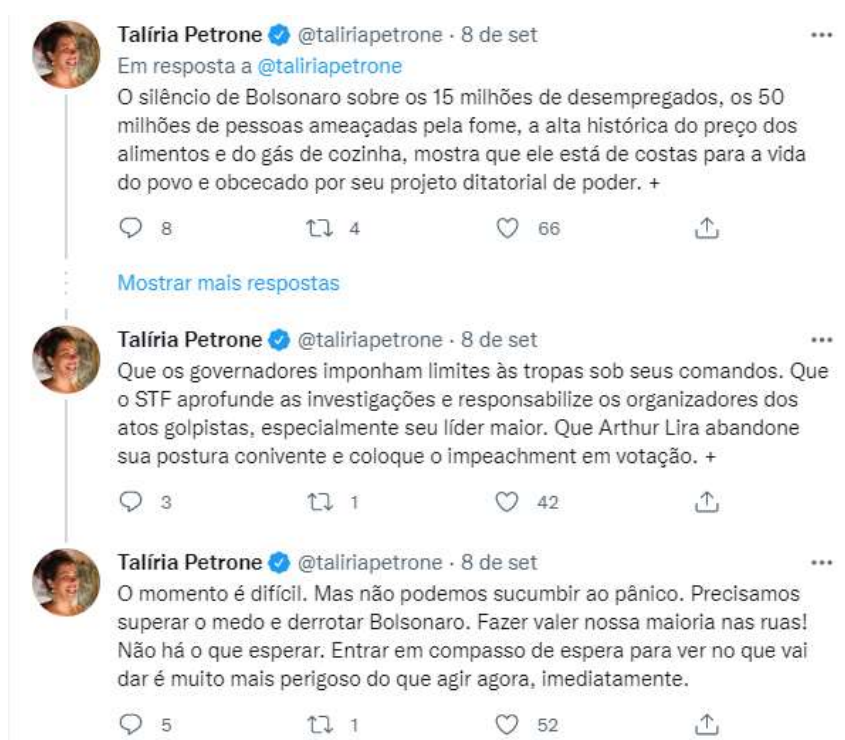 Talíria Petrone @taliriapetrone · 8 de set
Em resposta a @taliriapetrone
O silêncio de Bolsonaro sobre os 15 milhões de desempregados, os 50
milhões de pessoas ameaçadas pela fome, a alta histórica do preço dos
alimentos e do gás de cozinha, mostra que ele está de costas para a vida
do povo e obcecado por seu projeto ditatorial de poder. +
8 4 66
Mostrar mais respostas
Talíria Petrone @taliriapetrone · 8 de set
Que os governadores imponham limites às tropas sob seus comandos. Que
o STF aprofunde as investigações e responsabilize os organizadores dos
atos golpistas, especialmente seu líder maior. Que Arthur Lira abandone
sua postura conivente e coloque o impeachment em votação. +
3 1 42
Talíria Petrone @taliriapetrone · 8 de set
O momento é difícil. Mas não podemos sucumbir ao pânico. Precisamos
superar o medo e derrotar Bolsonaro. Fazer valer nossa maioria nas ruas!
Não há o que esperar. Entrar em compasso de espera para ver no que vai
dar é muito mais perigoso do que agir agora, imediatamente.
5 1 52